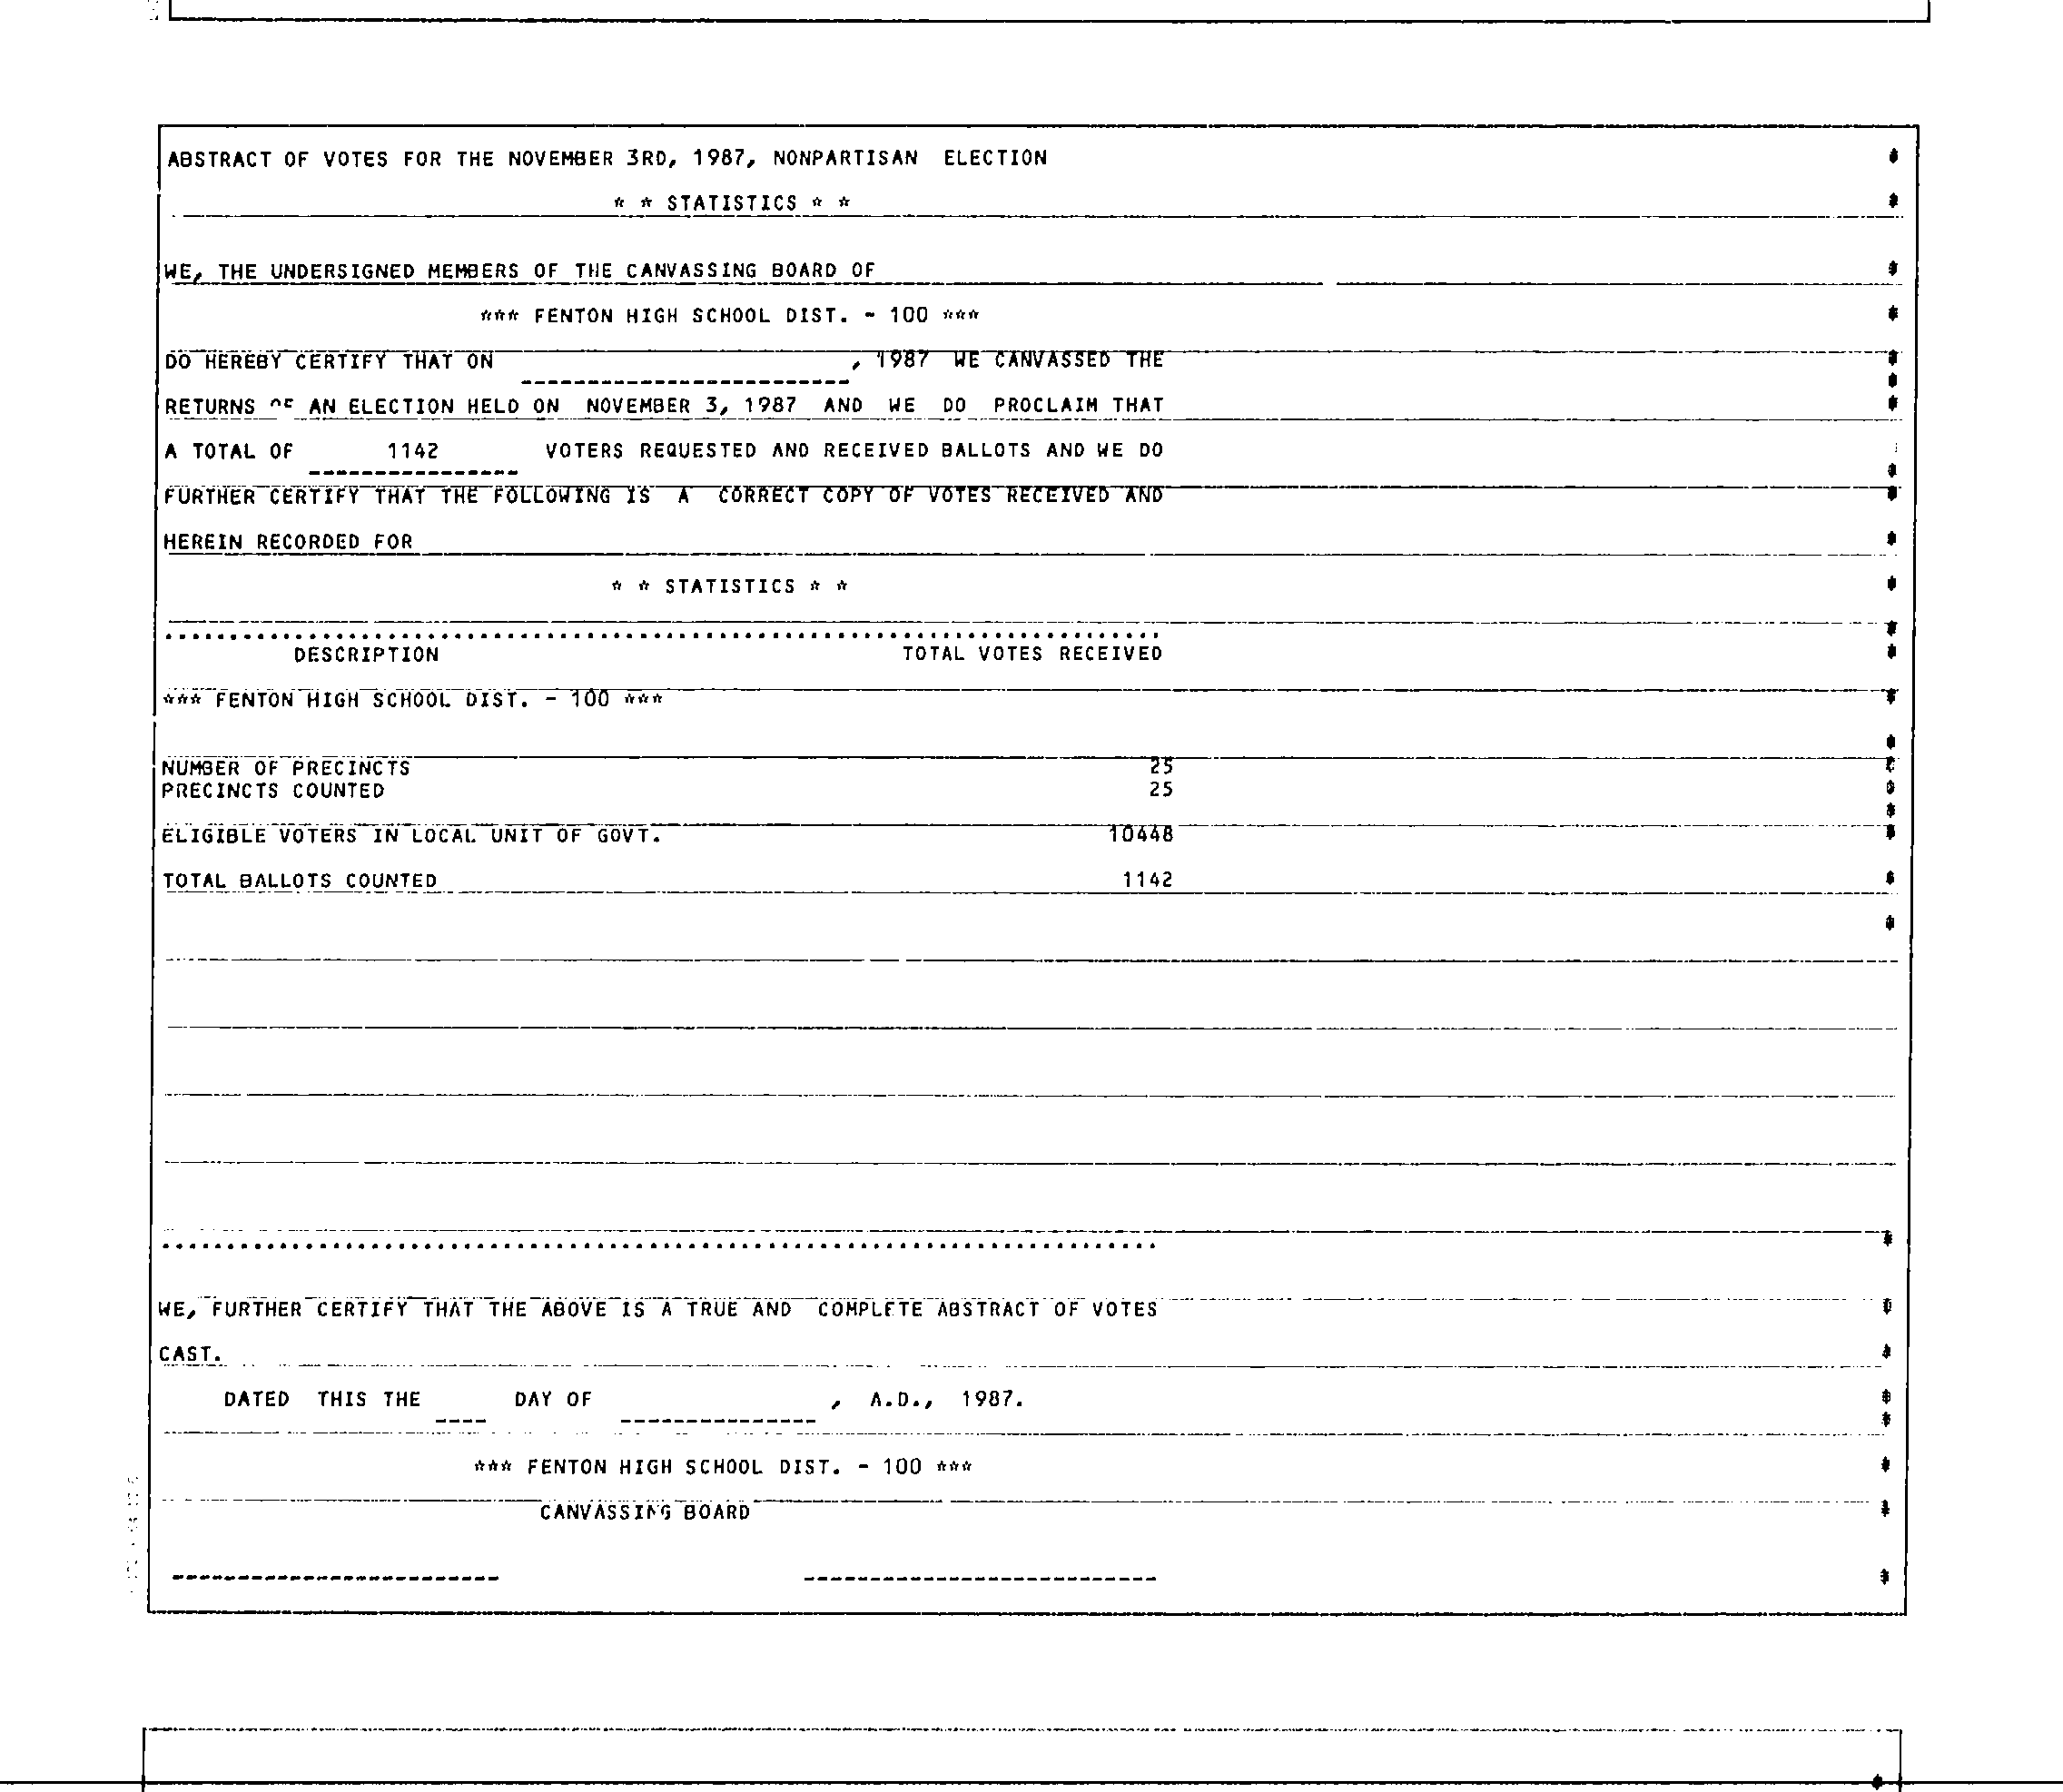 ABSTRACT OF VOTES FOR THE NOVEMBER 3RD, 1987, NONPARTISAN ELECTION
* * STATISTICS * *
WE, THE UNDERSIGNED MEMBERS OF THE CANVASSING BOARD OF
*** FENTON HIGH SCHOOL DIST. - 100 ***
DO HEREBY CERTIFY THAT ON , 1987 WE CANVASSED THE
RETURNS OF AN ELECTION HELD ON NOVEMBER 3, 1987 AND WE DO PROCLAIM THAT
A TOTAL OF 1142 VOTERS REQUESTED AND RECEIVED BALLOTS AND WE DO
FURTHER CERTIFY THAT THE FOLLOWING IS A CORRECT COPY OF VOTES RECEIVED AND
HEREIN RECORDED FOR
* * STATISTICS * *
DESCRIPTION TOTAL VOTES RECEIVED
*** FENTON HIGH SCHOOL DIST. - 100 ***
NUMBER OF PRECINCTS 25
PRECINCTS COUNTED 25
ELIGIBLE VOTERS IN LOCAL UNIT OF GOVT. 10448
TOTAL BALLOTS COUNTED 1142
WE, FURTHER CERTIFY THAT THE ABOVE IS A TRUE AND COMPLETE ABSTRACT OF VOTES
CAST.
DATED THIS THE ---- DAY OF --------------- , A.D., 1987.
*** FENTON HIGH SCHOOL DIST. - 100 ***
CANVASSING BOARD